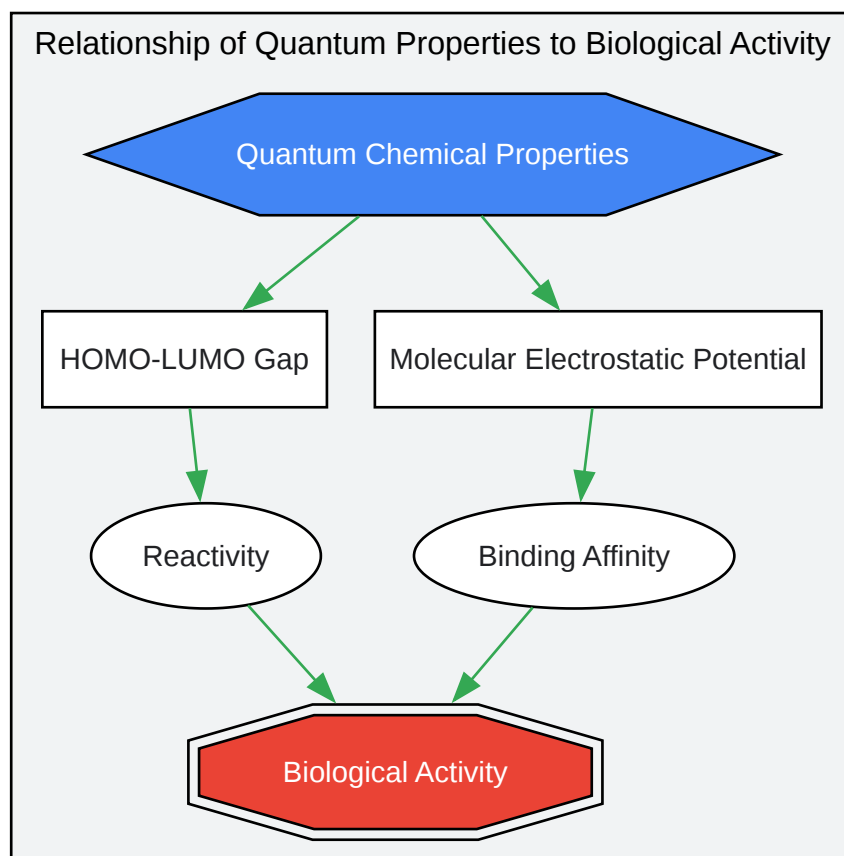 Relationship of Quantum Properties to Biological Activity
Quantum Chemical Properties
HOMO-LUMO Gap
Molecular Electrostatic Potential
Reactivity
Binding Affinity
Biological Activity